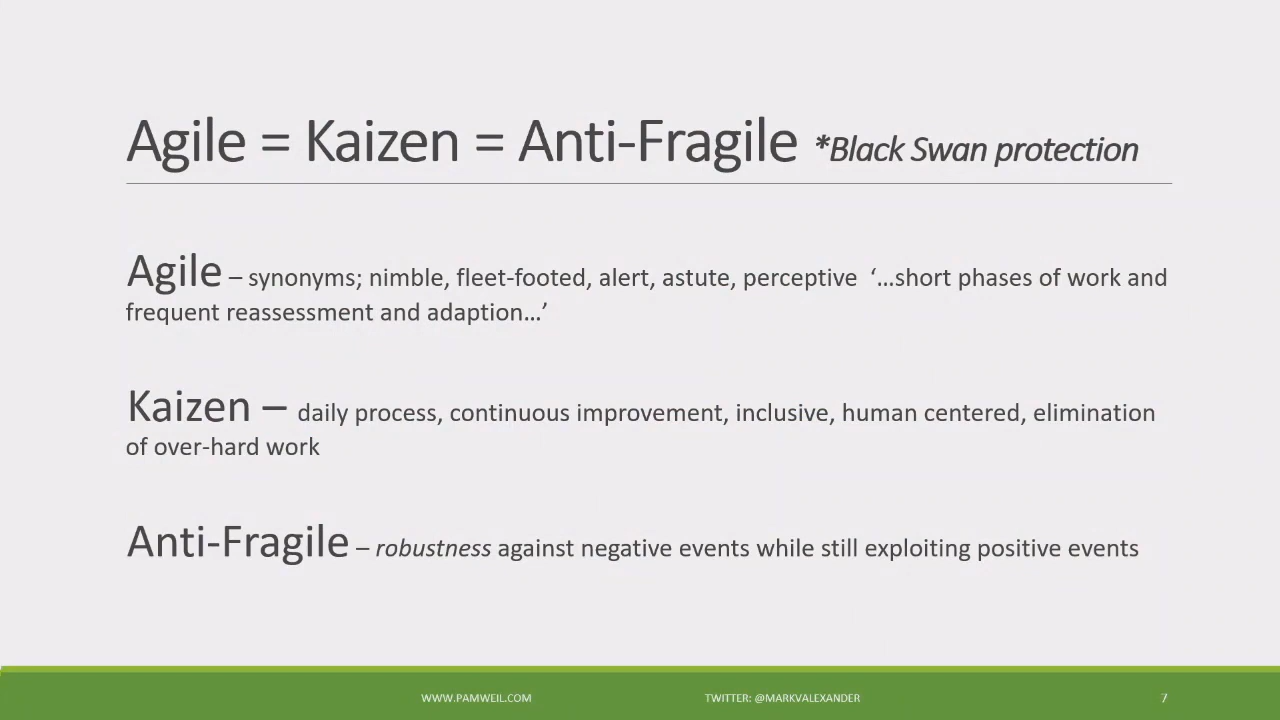 Agile = Kaizen = Anti-Fragile *Black Swan protection
Agile – synonyms; nimble, fleet-footed, alert, astute, perceptive ‘…short phases of work and
frequent reassessment and adaption…’
Kaizen – daily process, continuous improvement, inclusive, human centered, elimination
of over-hard work
Anti-Fragile – robustness against negative events while still exploiting positive events
WWW.PAMWEIL.COM
TWITTER: @MARKVALEXANDER
7